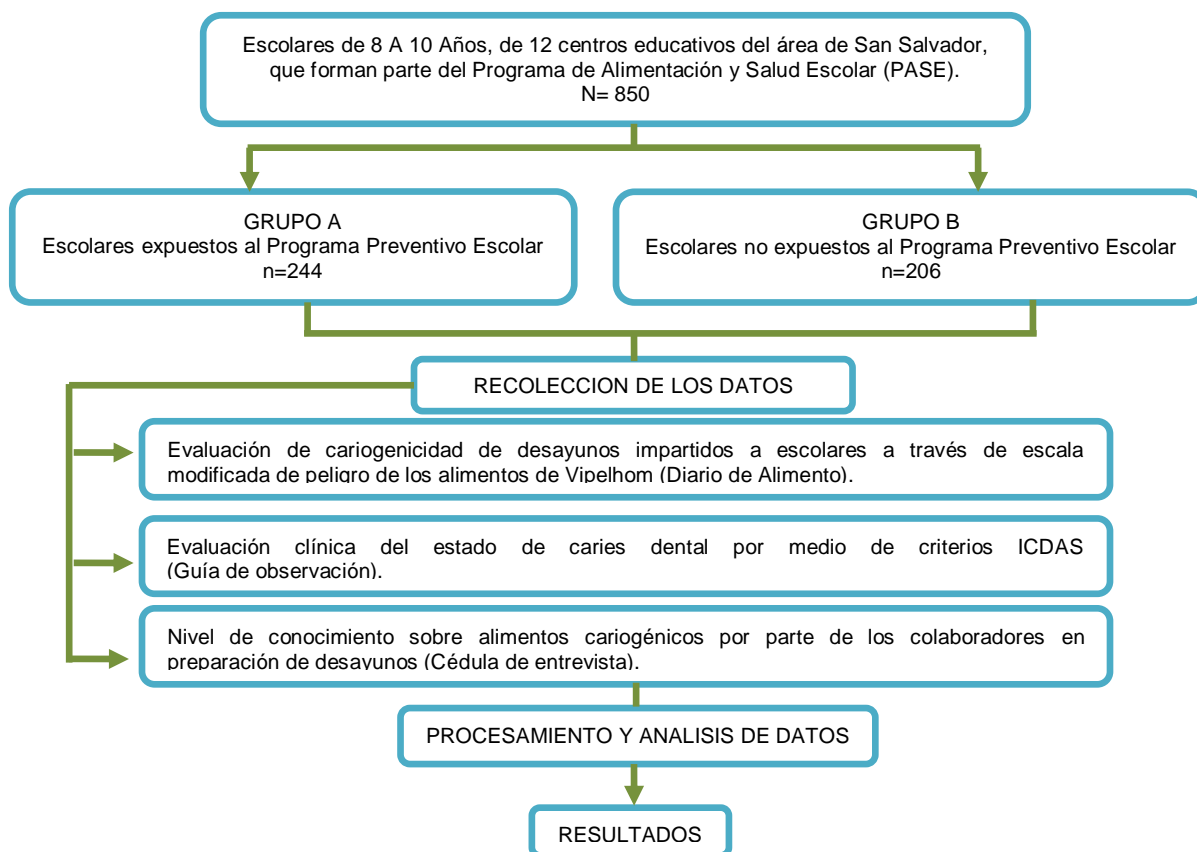 Escolares de 8 A 10 Años, de 12 centros educativos del área de San Salvador,
que forman parte del Programa de Alimentación y Salud Escolar (PASE).
N= 850
GRUPO A
Escolares expuestos al Programa Preventivo Escolar
n=244
GRUPO B
Escolares no expuestos al Programa Preventivo Escolar
n=206
RECOLECCION DE LOS DATOS
Evaluación de cariogenicidad de desayunos impartidos a escolares a través de escala
modificada de peligro de los alimentos de Vipelhom (Diario de Alimento).
Evaluación clínica del estado de caries dental por medio de criterios ICDAS
(Guía de observación).
Nivel de conocimiento sobre alimentos cariogénicos por parte de los colaboradores en
preparación de desayunos (Cédula de entrevista).
PROCESAMIENTO Y ANALISIS DE DATOS
RESULTADOS